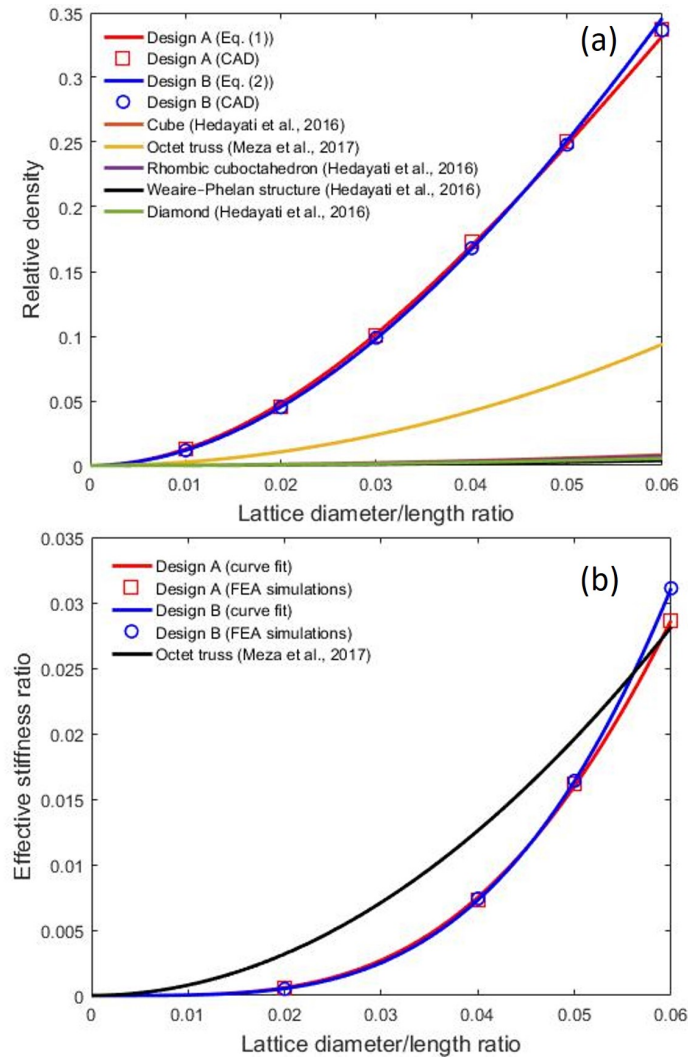 (a)
Design A (Eq. (1))
Design A (CAD)
Design B (Eq. (2))
Design B (CAD)
Cube (Hedayati et al., 2016)
Octet truss (Meza et al., 2017)
Rhombic cuboctahedron (Hedayati et al., 2016)
Weaire–Phelan structure (Hedayati et al., 2016)
Diamond (Hedayati et al., 2016)
Relative density
0.35
0.3
0.25
0.2
0.15
0.1
0.05
0
0 0.01 0.02 0.03 0.04 0.05 0.06
Lattice diameter/length ratio
(b)
Design A (curve fit)
Design A (FEA simulations)
Design B (curve fit)
Design B (FEA simulations)
Octet truss (Meza et al., 2017)
Effective stiffness ratio
0.035
0.03
0.025
0.02
0.015
0.01
0.005
0
0 0.01 0.02 0.03 0.04 0.05 0.06
Lattice diameter/length ratio